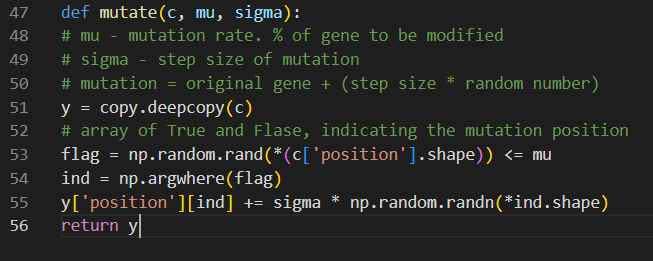 47 def mutate(c, mu, sigma):
48 # mu - mutation rate. % of gene to be modified
49 # sigma - step size of mutation
50 # mutation = original gene + (step size * random number)
51 y = copy.deepcopy(c)
52 # array of True and Flase, indicating the mutation position
53 flag = np.random.rand(*(c['position'].shape)) <= mu
54 ind = np.argwhere(flag)
55 y['position'][ind] += sigma * np.random.randn(*ind.shape)
56 return y